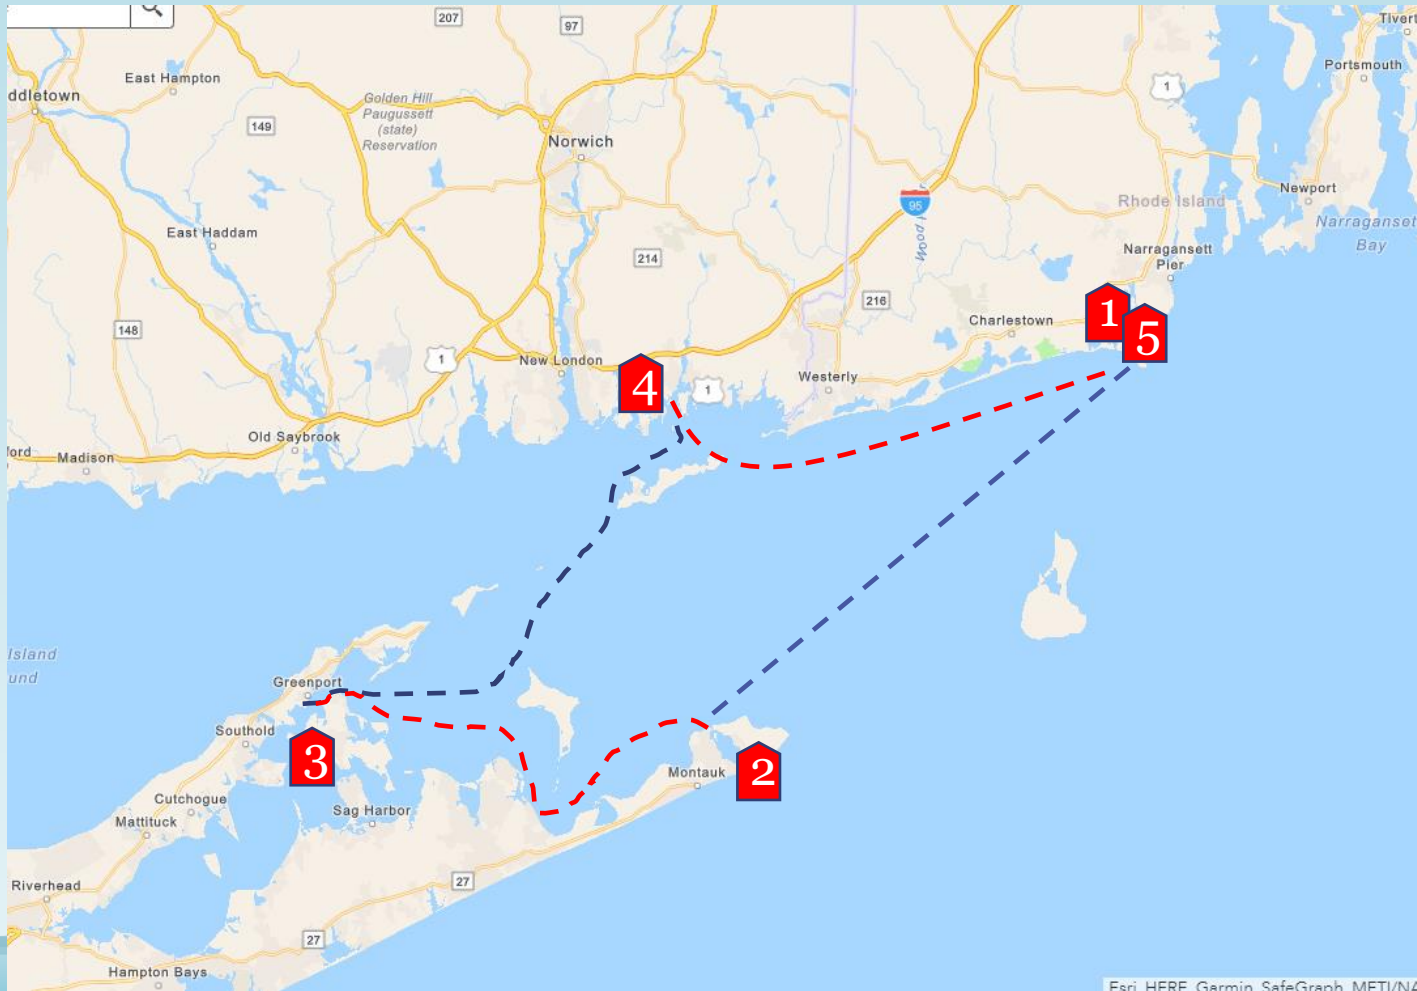 207
97
Tivert
Portsmouth
East Hampton
1
ddletown
Golden Hill
Paugussett
(state)
Reservation
149
Norwich
Newport
95
Rhode Island
Narraganset
Bay
East Haddam
214
Narragansett
Pier
216
1
148
Charlestown
5
1
New London
4
1
Westerly
Old Saybrook
ford
Madison
Island
und
Greenport
Southold
3
Montauk
2
Cutchogue
Mattituck
Sag Harbor
Riverhead
27
27
Hampton Bays
Esri, HERE, Garmin, SafeGraph, METI/NA